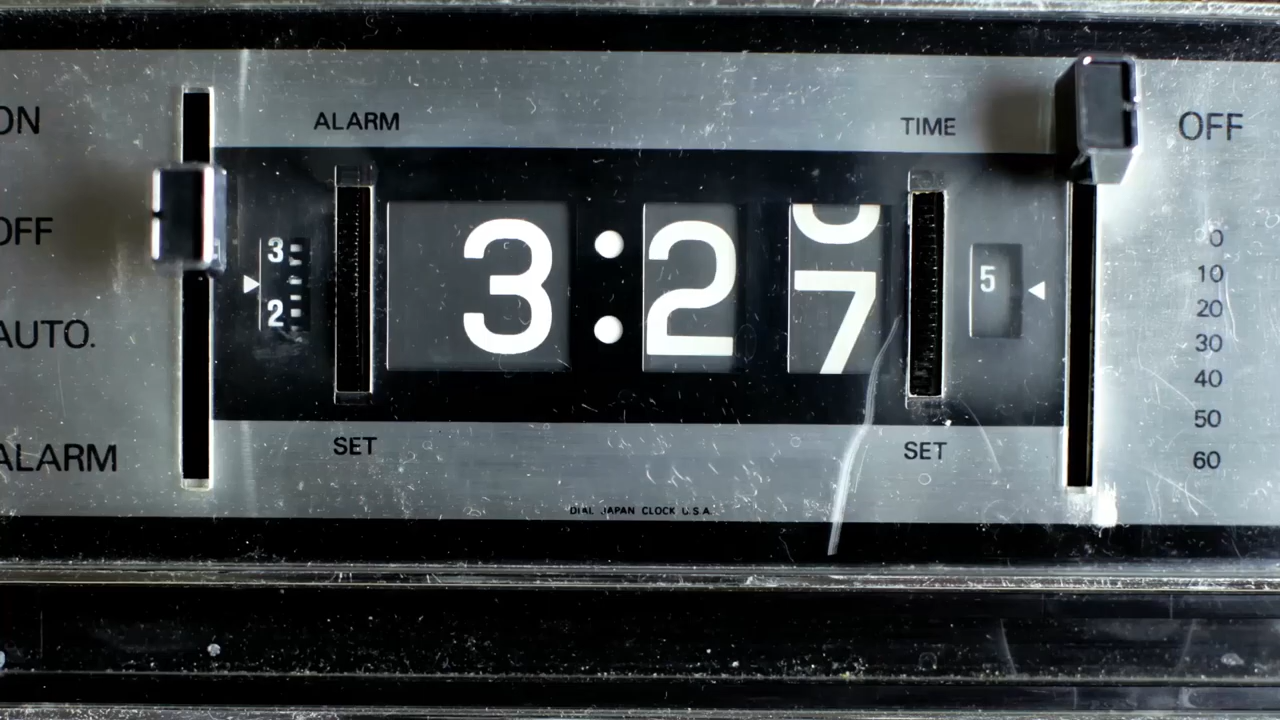 ON
OFF
AUTO.
ALARM
ALARM
3
2
SET
3:27
TIME
5
SET
OFF
0
10
20
30
40
50
60
DIAL JAPAN CLOCK U.S.A.